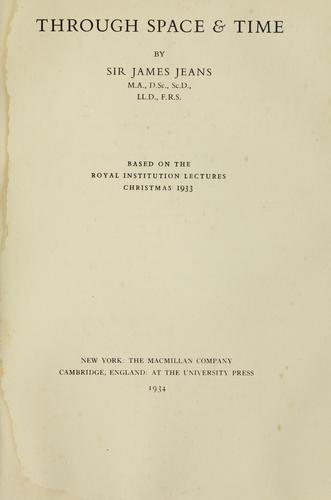 THROUGH SPACE & TIME
BY
SIR JAMES JEANS
M.A., D.Sc., Sc.D.,
LL.D., F.R.S.
BASED ON THE
ROYAL INSTITUTION LECTURES
CHRISTMAS 1933
NEW YORK: THE MACMILLAN COMPANY
CAMBRIDGE, ENGLAND: AT THE UNIVERSITY PRESS
1934